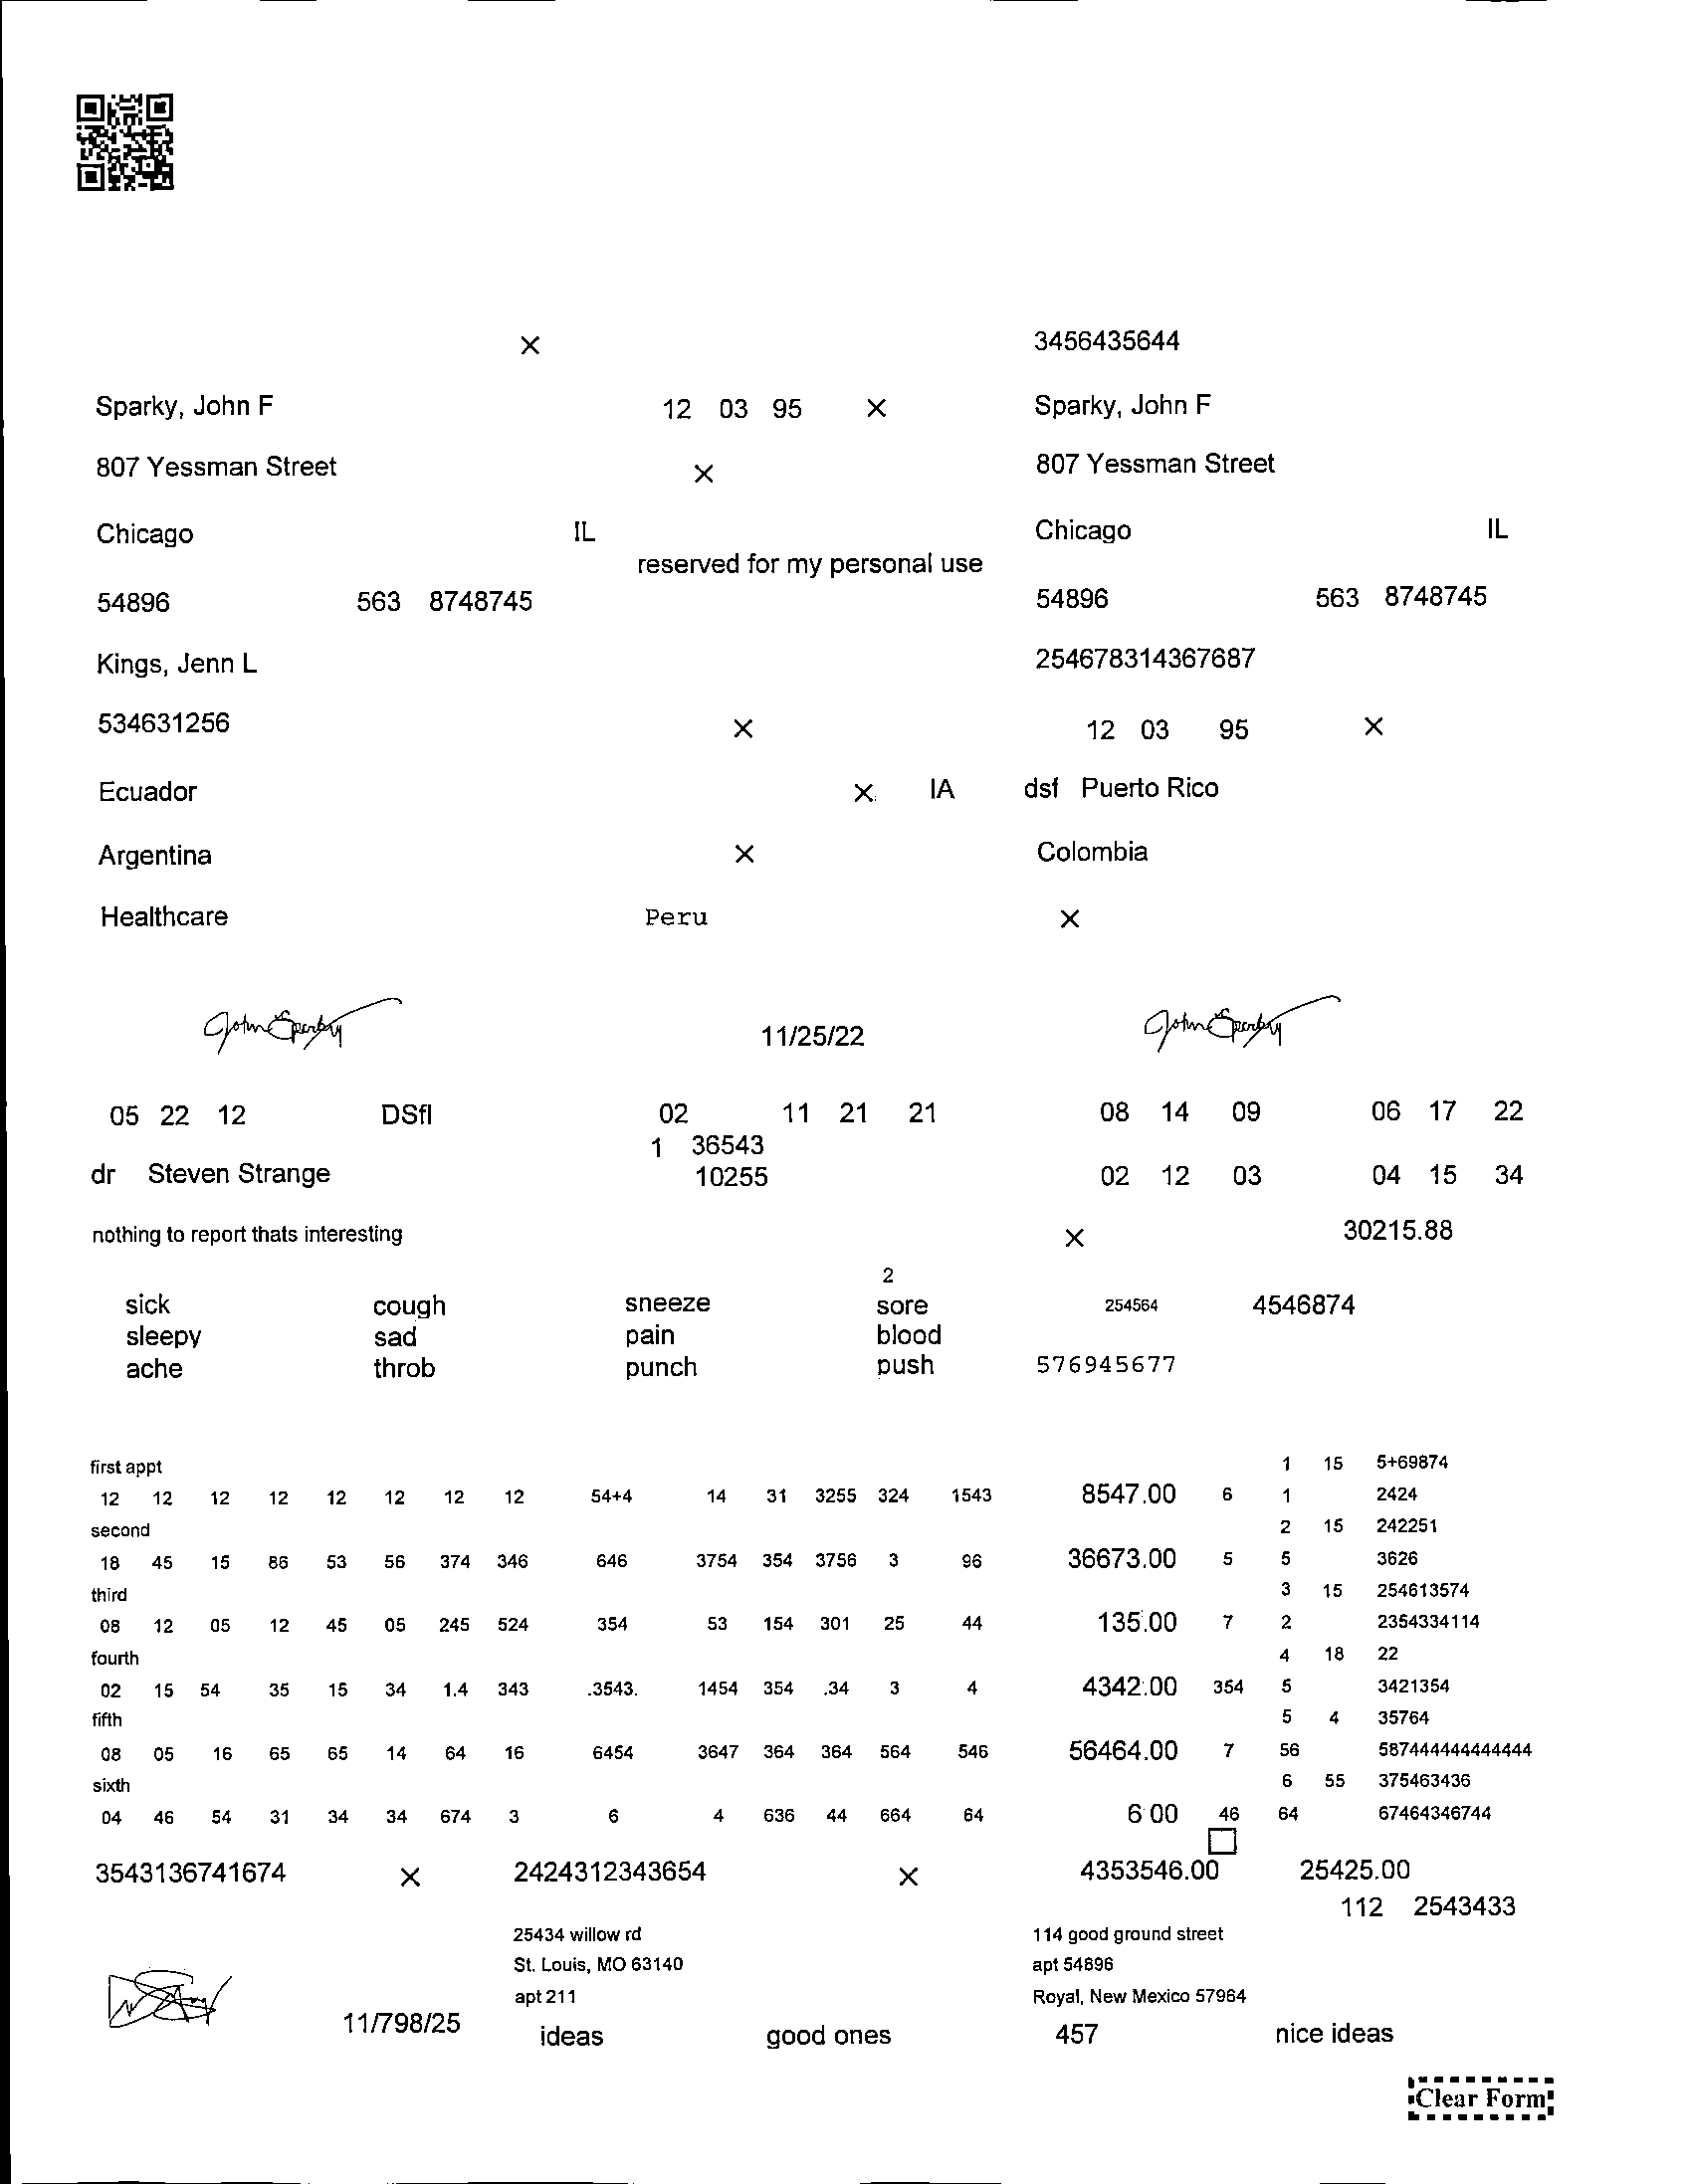 × 3456435644
Sparky, John F 12 03 95 × Sparky, John F
807 Yessman Street × 807 Yessman Street
Chicago IL Chicago IL
reserved for my personal use
54896 563 8748745 54896 563 8748745
Kings, Jenn L 254678314367687
534631256 × 12 03 95 ×
Ecuador × IA dsf Puerto Rico
Argentina × Colombia
Healthcare Peru ×
John Sparky 11/25/22 John Sparky
05 22 12 DSfl 02 11 21 21 08 14 09 06 17 22
1 36543
dr Steven Strange 10255 02 12 03 04 15 34
nothing to report thats interesting × 30215.88
2
sick cough sneeze sore 254564 4546874
sleepy sad pain blood
ache throb punch push 576945677
first appt 1 15 5+69874
12 12 12 12 12 12 12 12 54+4 14 31 3255 324 1543 8547.00 6 1 2424
second 2 15 242251
18 45 15 86 53 56 374 346 646 3754 354 3756 3 96 36673.00 5 5 3626
third 3 15 254613574
08 12 05 12 45 05 245 524 354 53 154 301 25 44 135.00 7 2 2354334114
fourth 4 18 22
02 15 54 35 15 34 1.4 343 .3543. 1454 354 .34 3 4 4342.00 354 5 3421354
fifth 5 4 35764
08 05 16 65 65 14 64 16 6454 3647 364 364 564 546 56464.00 7 56 587444444444444
sixth 6 55 375463436
04 46 54 31 34 34 674 3 6 4 636 44 664 64 6 00 46 64 67464346744
3543136741674 × 2424312343654 × 4353546.00 25425.00
112 2543433
25434 willow rd 114 good ground street
St. Louis, MO 63140 apt 54896
apt 211 Royal, New Mexico 57964
11/798/25 ideas good ones 457 nice ideas
Clear Form